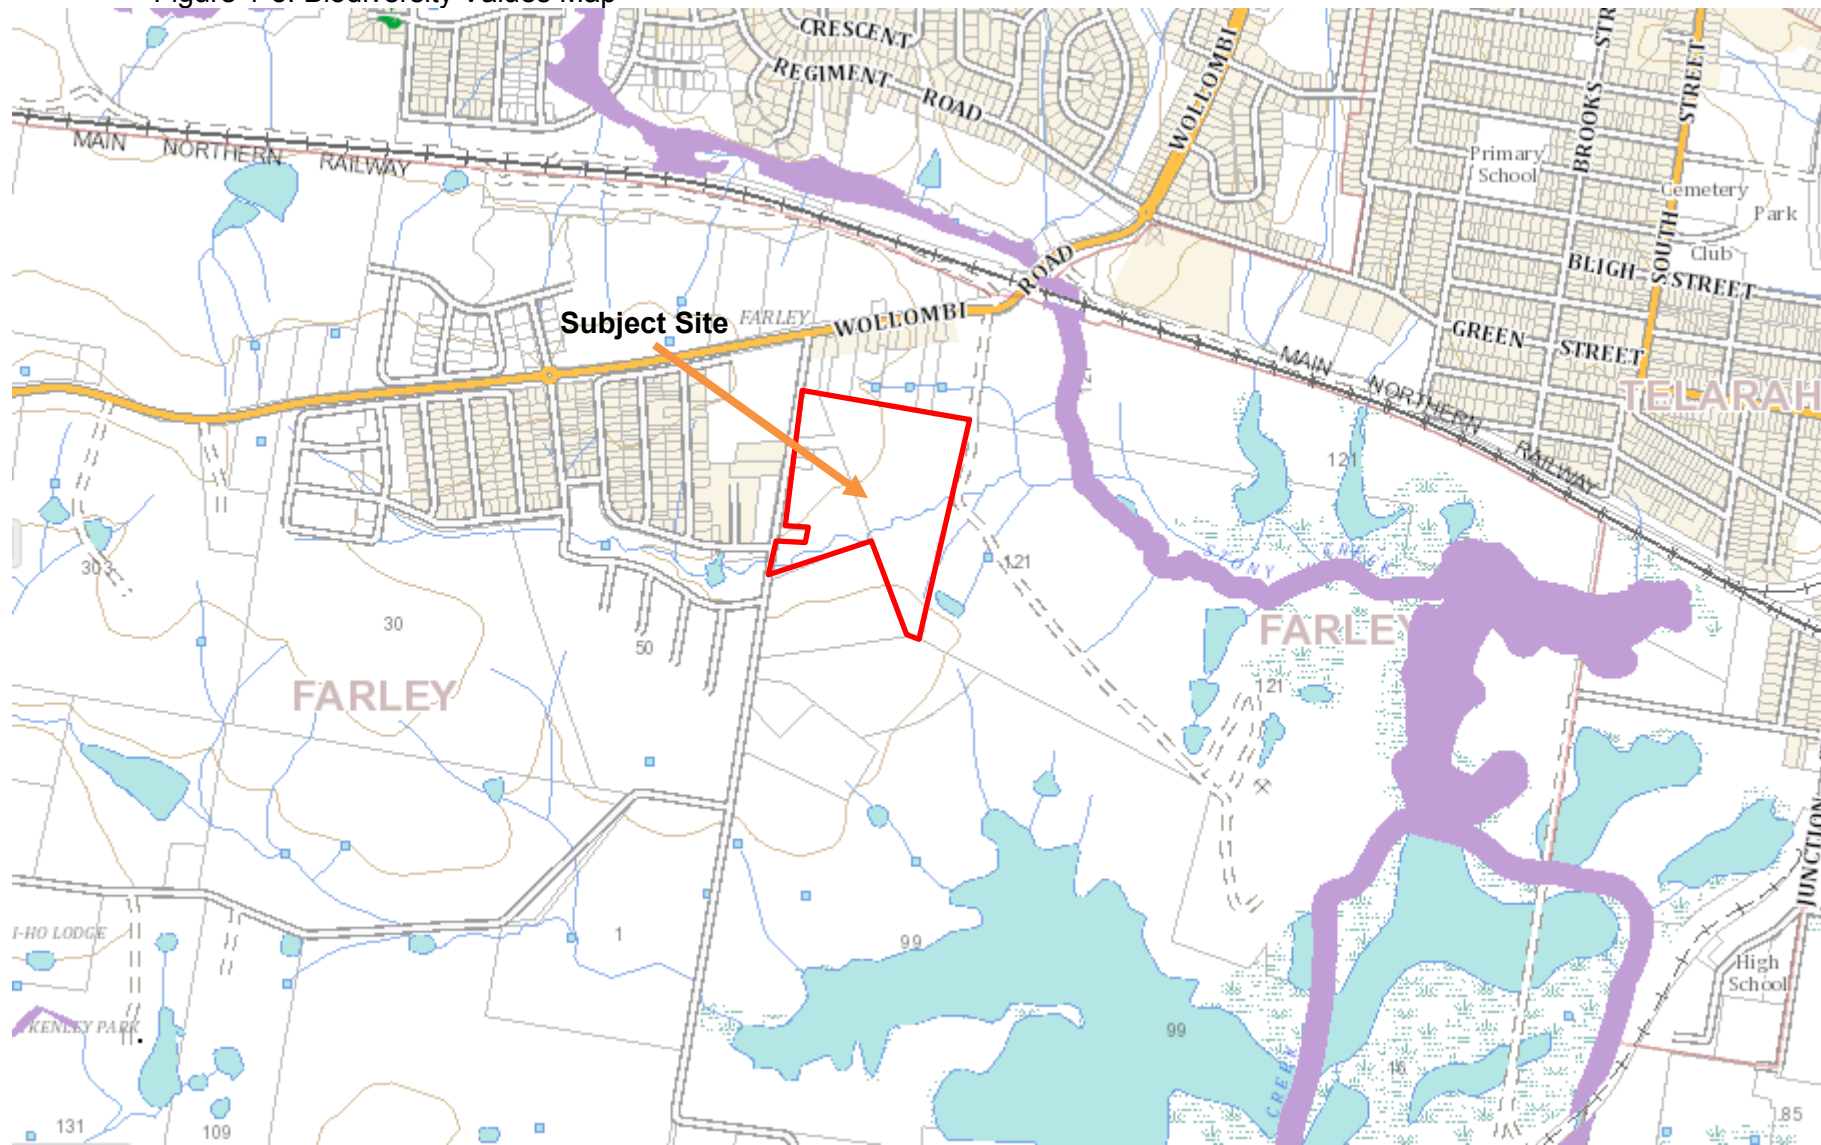 CRESCENT
REGIMENT ROAD
WOLLOMBI
BROOKS STR
STREET
MAIN NORTHERN RAILWAY
Primary
School
Cemetery
Park
SOUTH
Club
BLIGH STREET
ROAD
Subject Site
FARLEY
WOLLOMBI
GREEN STREET
MAIN NORTHERN RAILWAY
TELARAH
121
STONY CREEK
303
121
30
50
FARLEY
FARLEY
121
JUNCTION
I-HO LODGE
1
99
High
School
KENLEY PARK
.
99
CREEK
16
131
109
185